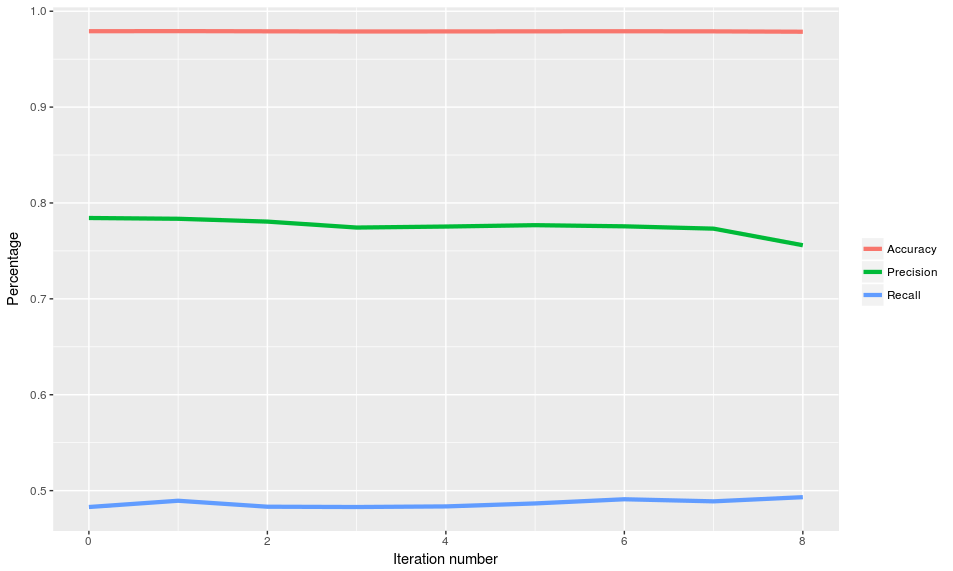 1.0
0.9
0.8
0.7
0.6
0.5
Percentage
0 2 4 6 8
Iteration number
Accuracy
Precision
Recall